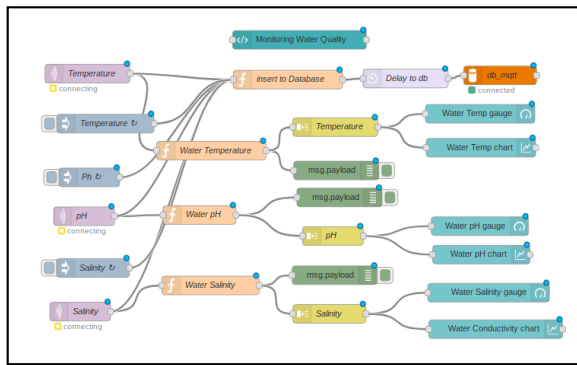 </> Monitoring Water Quality
Temperature
connecting
f insert to Database
Delay to db
db_mqtt
connected
Temperature ↻
f Water Temperature
Temperature
Water Temp gauge
Water Temp chart
msg.payload
Ph ↻
pH
connecting
f Water pH
msg.payload
pH
Water pH gauge
Water pH chart
Salinity ↻
f Water Salinity
msg.payload
Salinity
connecting
Salinity
Water Salinity gauge
Water Conductivity chart